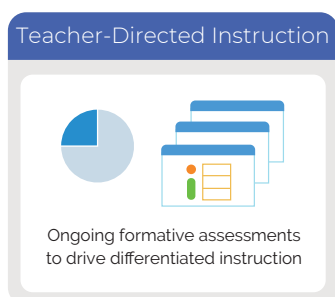 Teacher-Directed Instruction
Ongoing formative assessments
to drive differentiated instruction